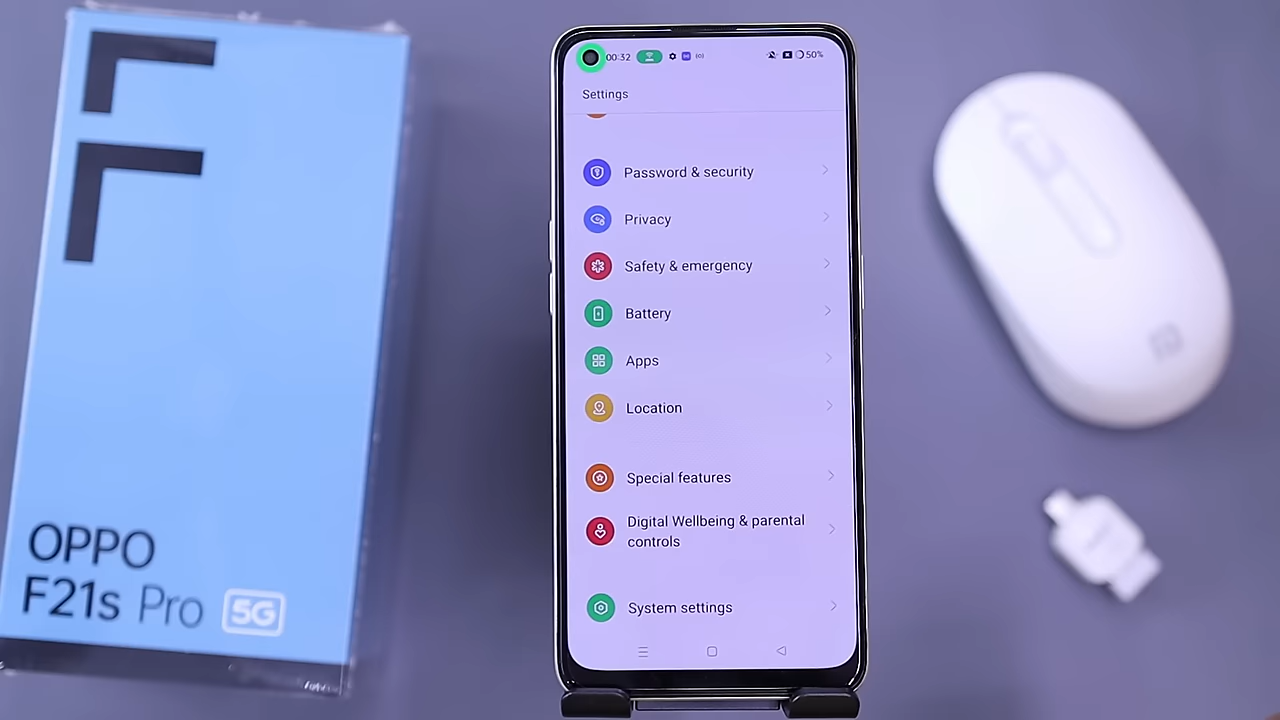 OPPO
F21s Pro 5G
00:32
50%
Settings
Password & security
Privacy
Safety & emergency
Battery
Apps
Location
Special features
Digital Wellbeing & parental
controls
System settings